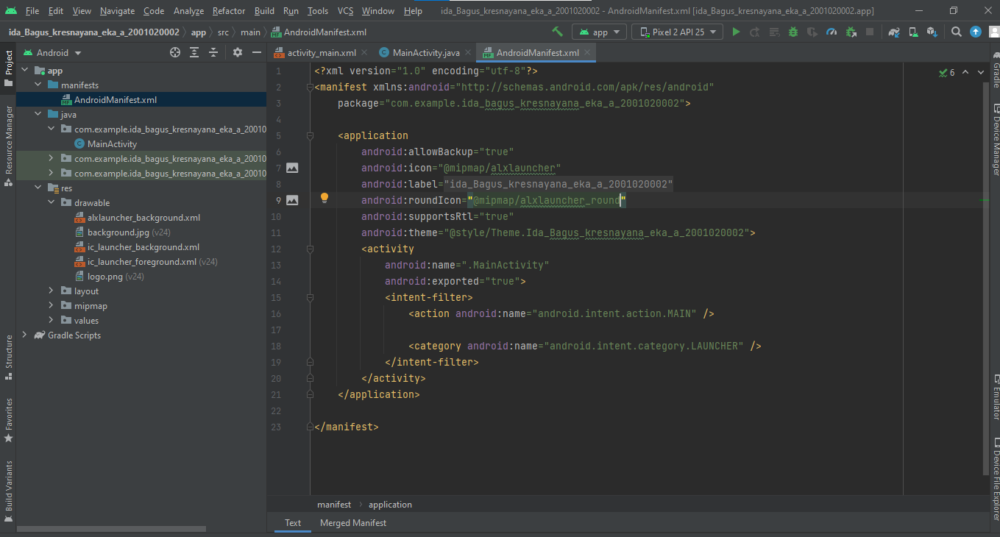 File Edit View Navigate Code Analyze Refactor Build Run Tools VCS Window Help ida_Bagus_kresnayana_eka_a_2001020002 - AndroidManifest.xml [ida_Bagus_kresnayana_eka_a_2001020002.app]
ida_Bagus_kresnayana_eka_a_2001020002 app src main AndroidManifest.xml app Pixel 2 API 25
Android activity_main.xml MainActivity.java AndroidManifest.xml
Project
Resource Manager
Structure
Favorites
Build Variants
app
manifests
AndroidManifest.xml
java
com.example.ida_bagus_kresnayana_eka_a_20010
MainActivity
com.example.ida_bagus_kresnayana_eka_a_20010
com.example.ida_bagus_kresnayana_eka_a_20010
res
drawable
alxlauncher_background.xml
background.jpg (v24)
ic_launcher_background.xml
ic_launcher_foreground.xml (v24)
logo.png (v24)
layout
mipmap
values
Gradle Scripts
1 <?xml version="1.0" encoding="utf-8"?>
2 <manifest xmlns:android="http://schemas.android.com/apk/res/android"
3 package="com.example.ida_bagus_kresnayana_eka_a_2001020002">
4
5 <application
6 android:allowBackup="true"
7 android:icon="@mipmap/alxlauncher"
8 android:label="ida_Bagus_kresnayana_eka_a_2001020002"
9 android:roundIcon="@mipmap/alxlauncher_round"
10 android:supportsRtl="true"
11 android:theme="@style/Theme.Ida_Bagus_kresnayana_eka_a_2001020002">
12 <activity
13 android:name=".MainActivity"
14 android:exported="true">
15 <intent-filter>
16 <action android:name="android.intent.action.MAIN" />
17
18 <category android:name="android.intent.category.LAUNCHER" />
19 </intent-filter>
20 </activity>
21 </application>
22
23 </manifest>
6
manifest application
Text Merged Manifest
Gradle
Device Manager
Emulator
Device File Explorer